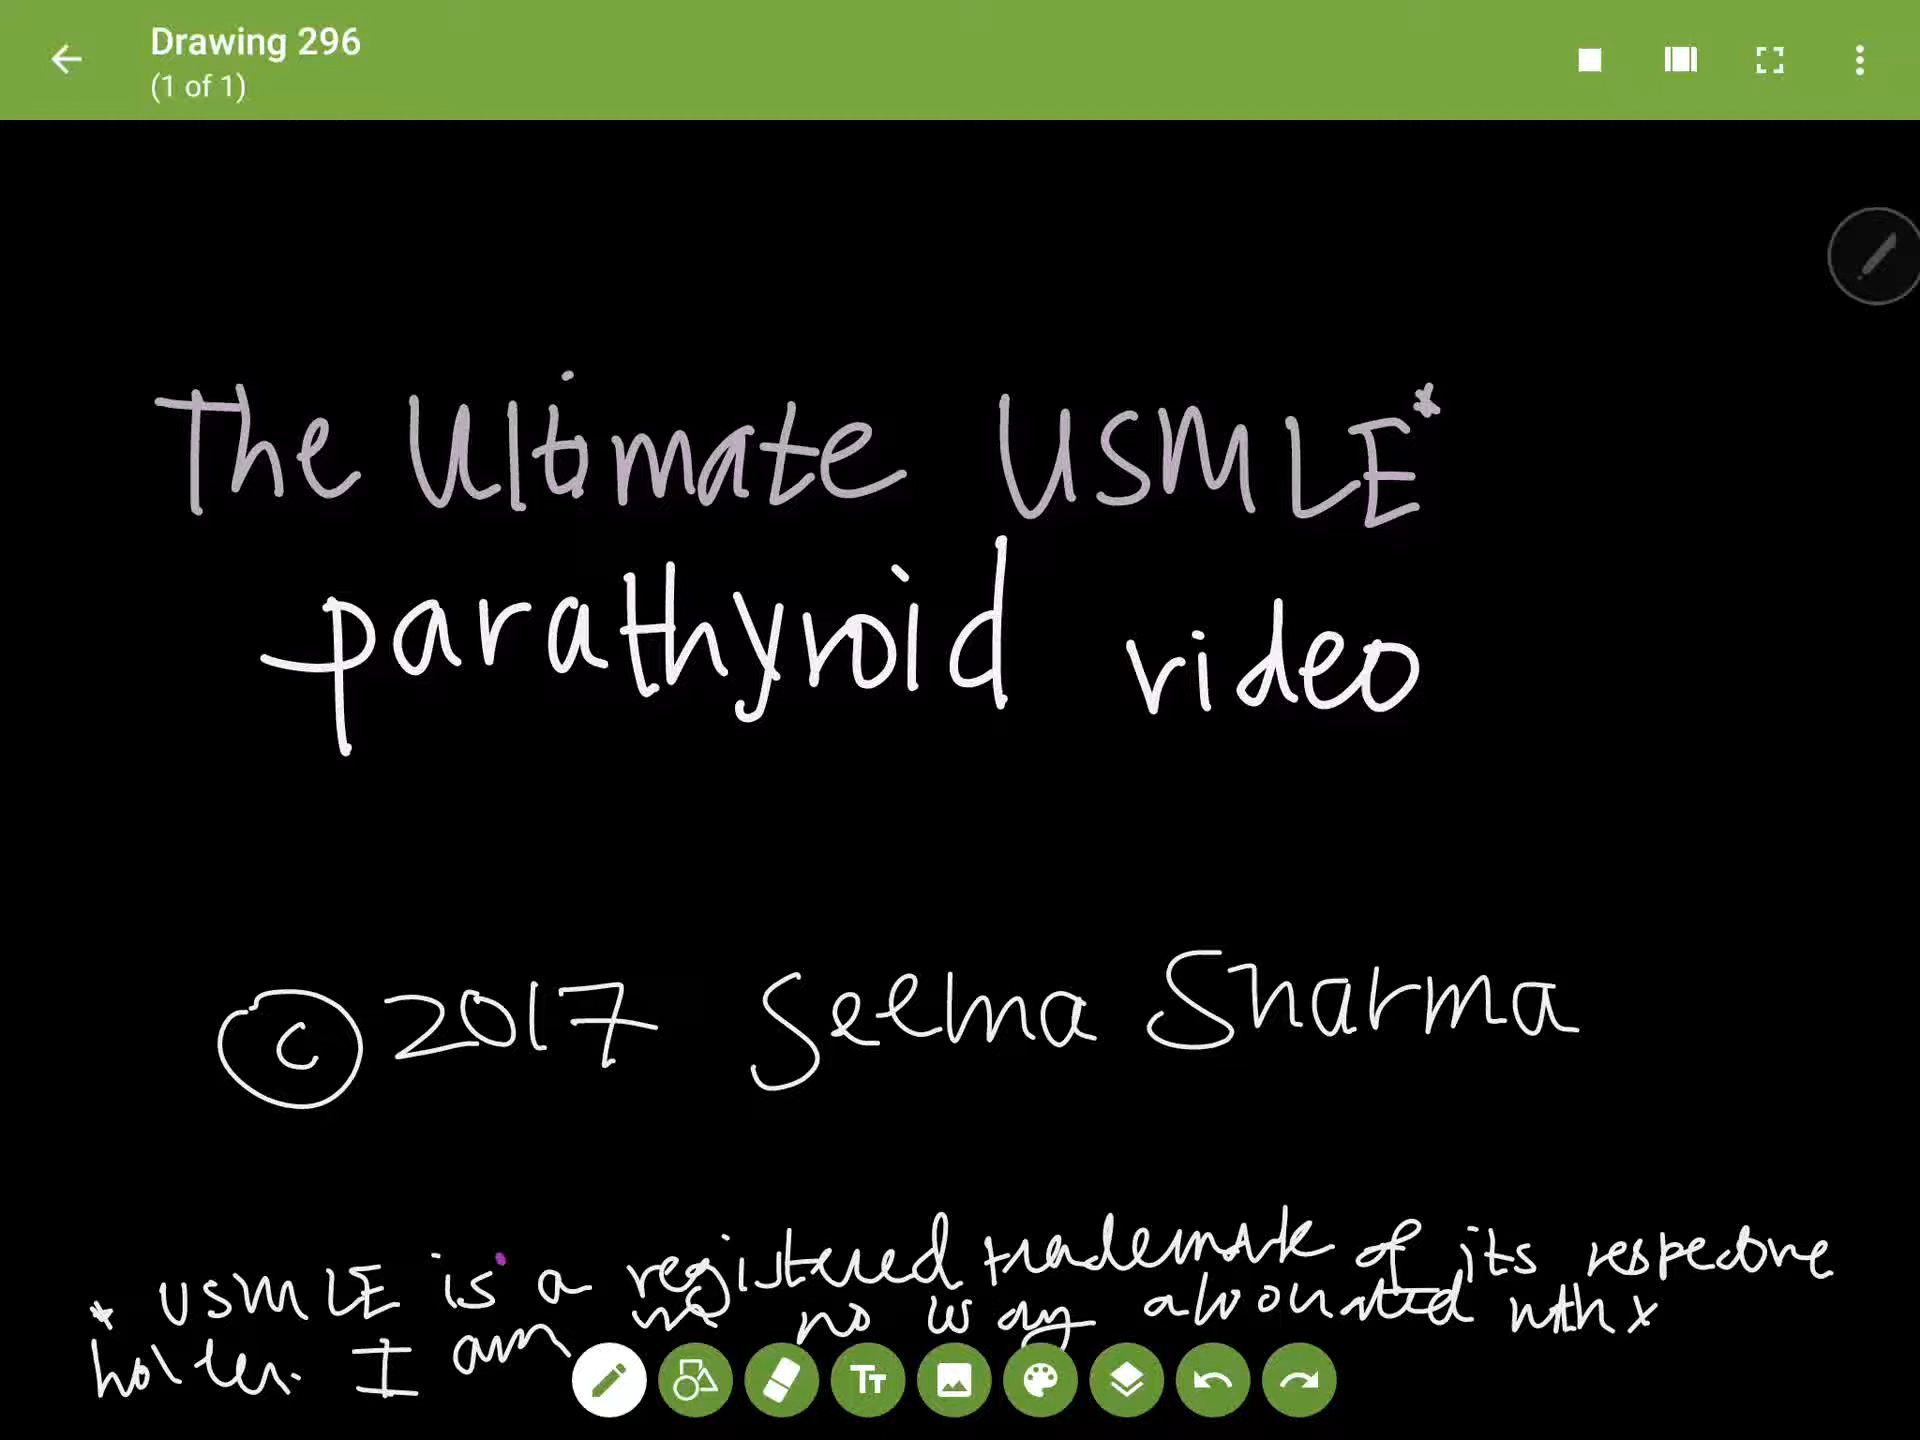 Drawing 296
(1 of 1)
The Ultimate USMLE*
parathyroid video
© 2017 Seema Sharma
* USMLE is a registered trademark of its respective
holder. I am in no way associated with
Tt